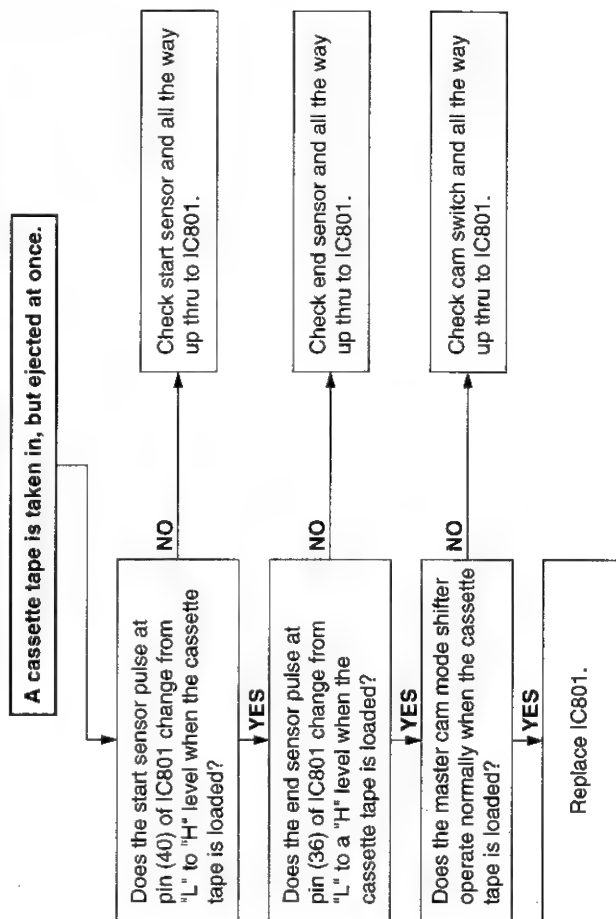 A cassette tape is taken in, but ejected at once.
Does the start sensor pulse at
pin (40) of IC801 change from
"L" to "H" level when the cassette
tape is loaded?
NO
Check start sensor and all the way
up thru to IC801.
YES
Does the end sensor pulse at
pin (36) of IC801 change from
"L" to a "H" level when the
cassette tape is loaded?
NO
Check end sensor and all the way
up thru to IC801.
YES
Does the master cam mode shifter
operate normally when the cassette
tape is loaded?
NO
Check cam switch and all the way
up thru to IC801.
YES
Replace IC801.